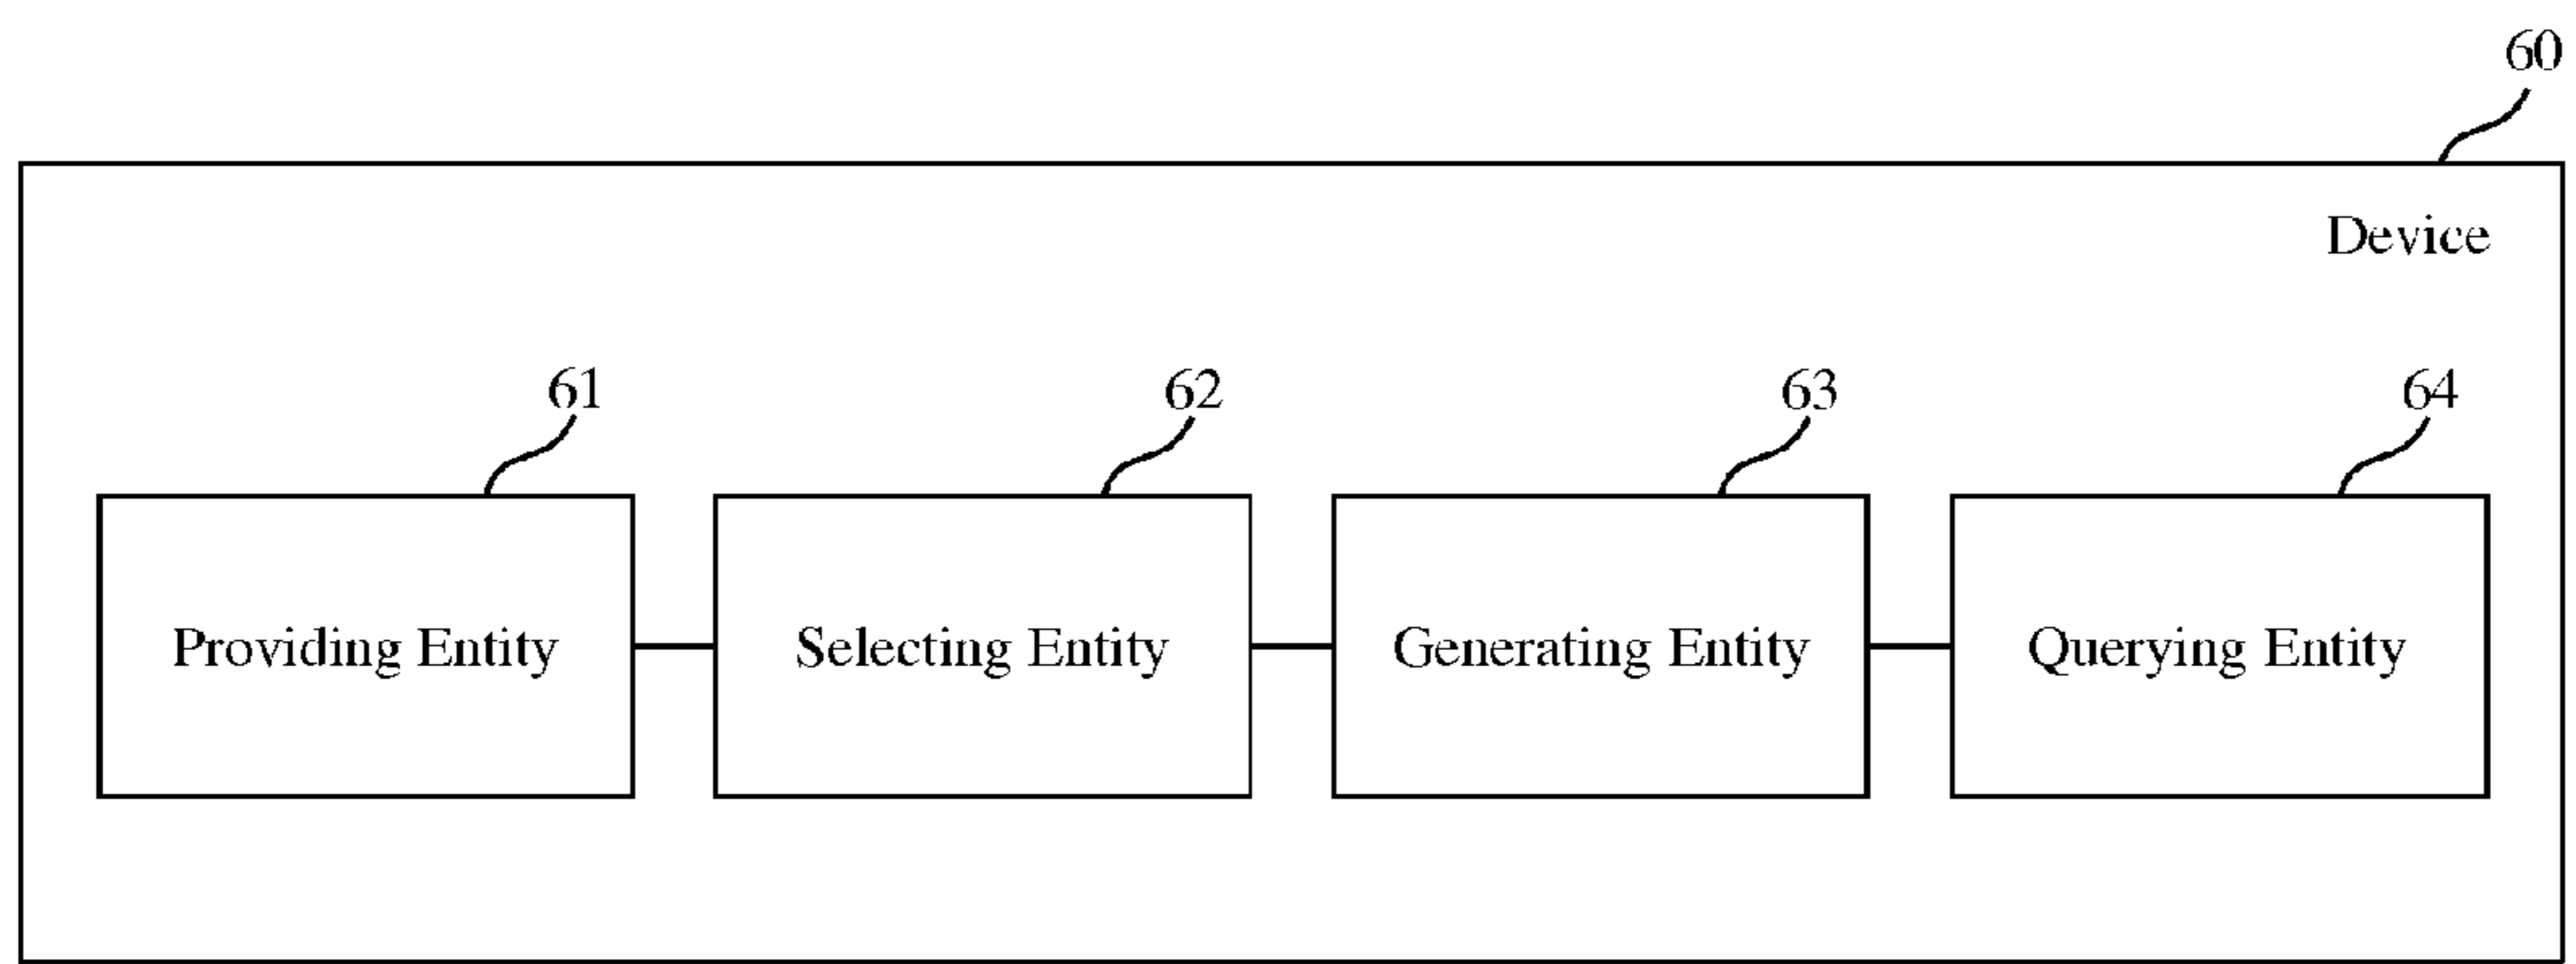 60
Device
61
62
63
64
Providing Entity
Selecting Entity
Generating Entity
Querying Entity